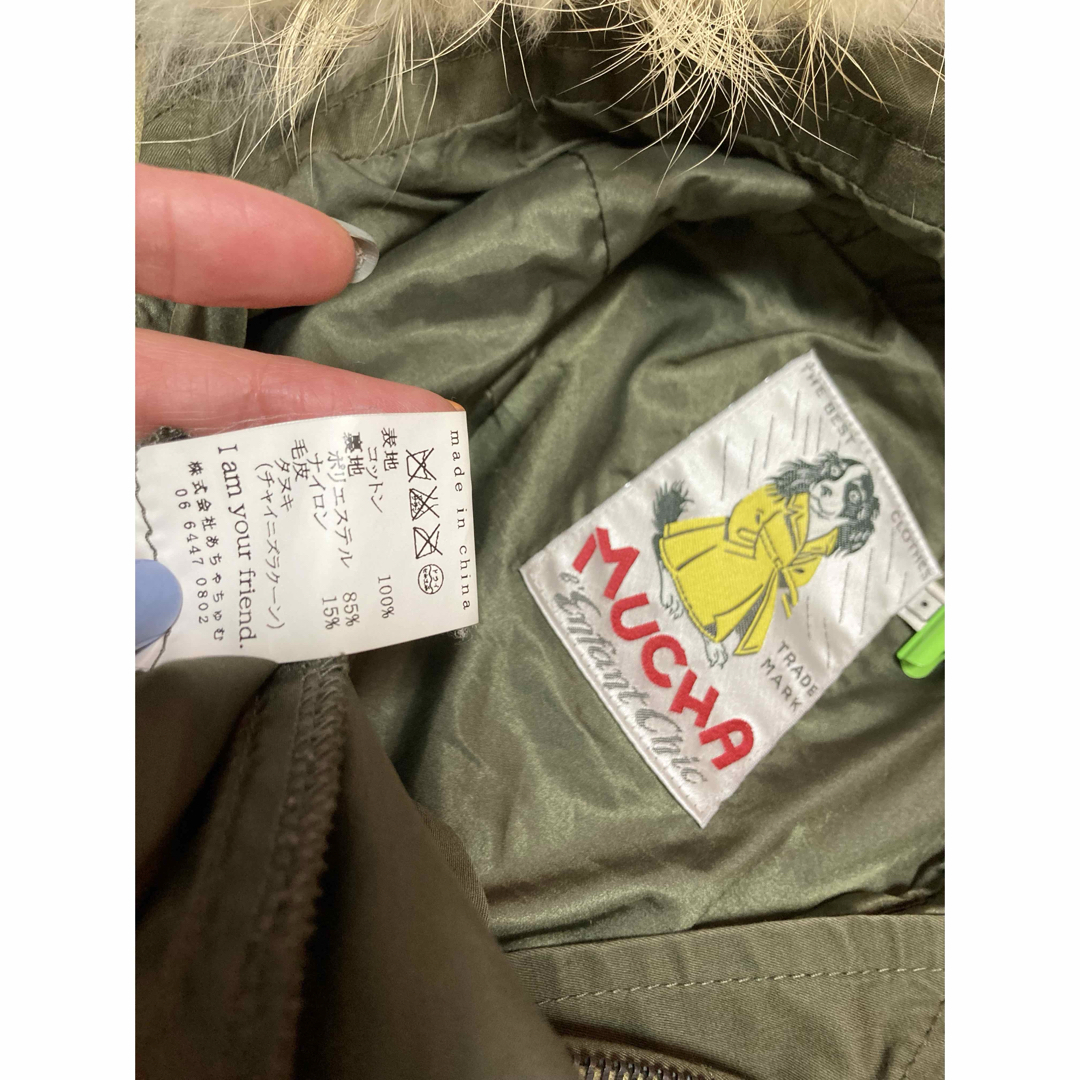 made in china
表地
コットン 100%
裏地
ポリエステル 85%
ナイロン 15%
毛皮
タヌキ
(チャイニズラクーン)
I am your friend.
株式会社あちゃちゅむ
06 6447 0802
THE BEST
CLOTHES
TRADE
MARK
MUCHA
l'Enfant Chic